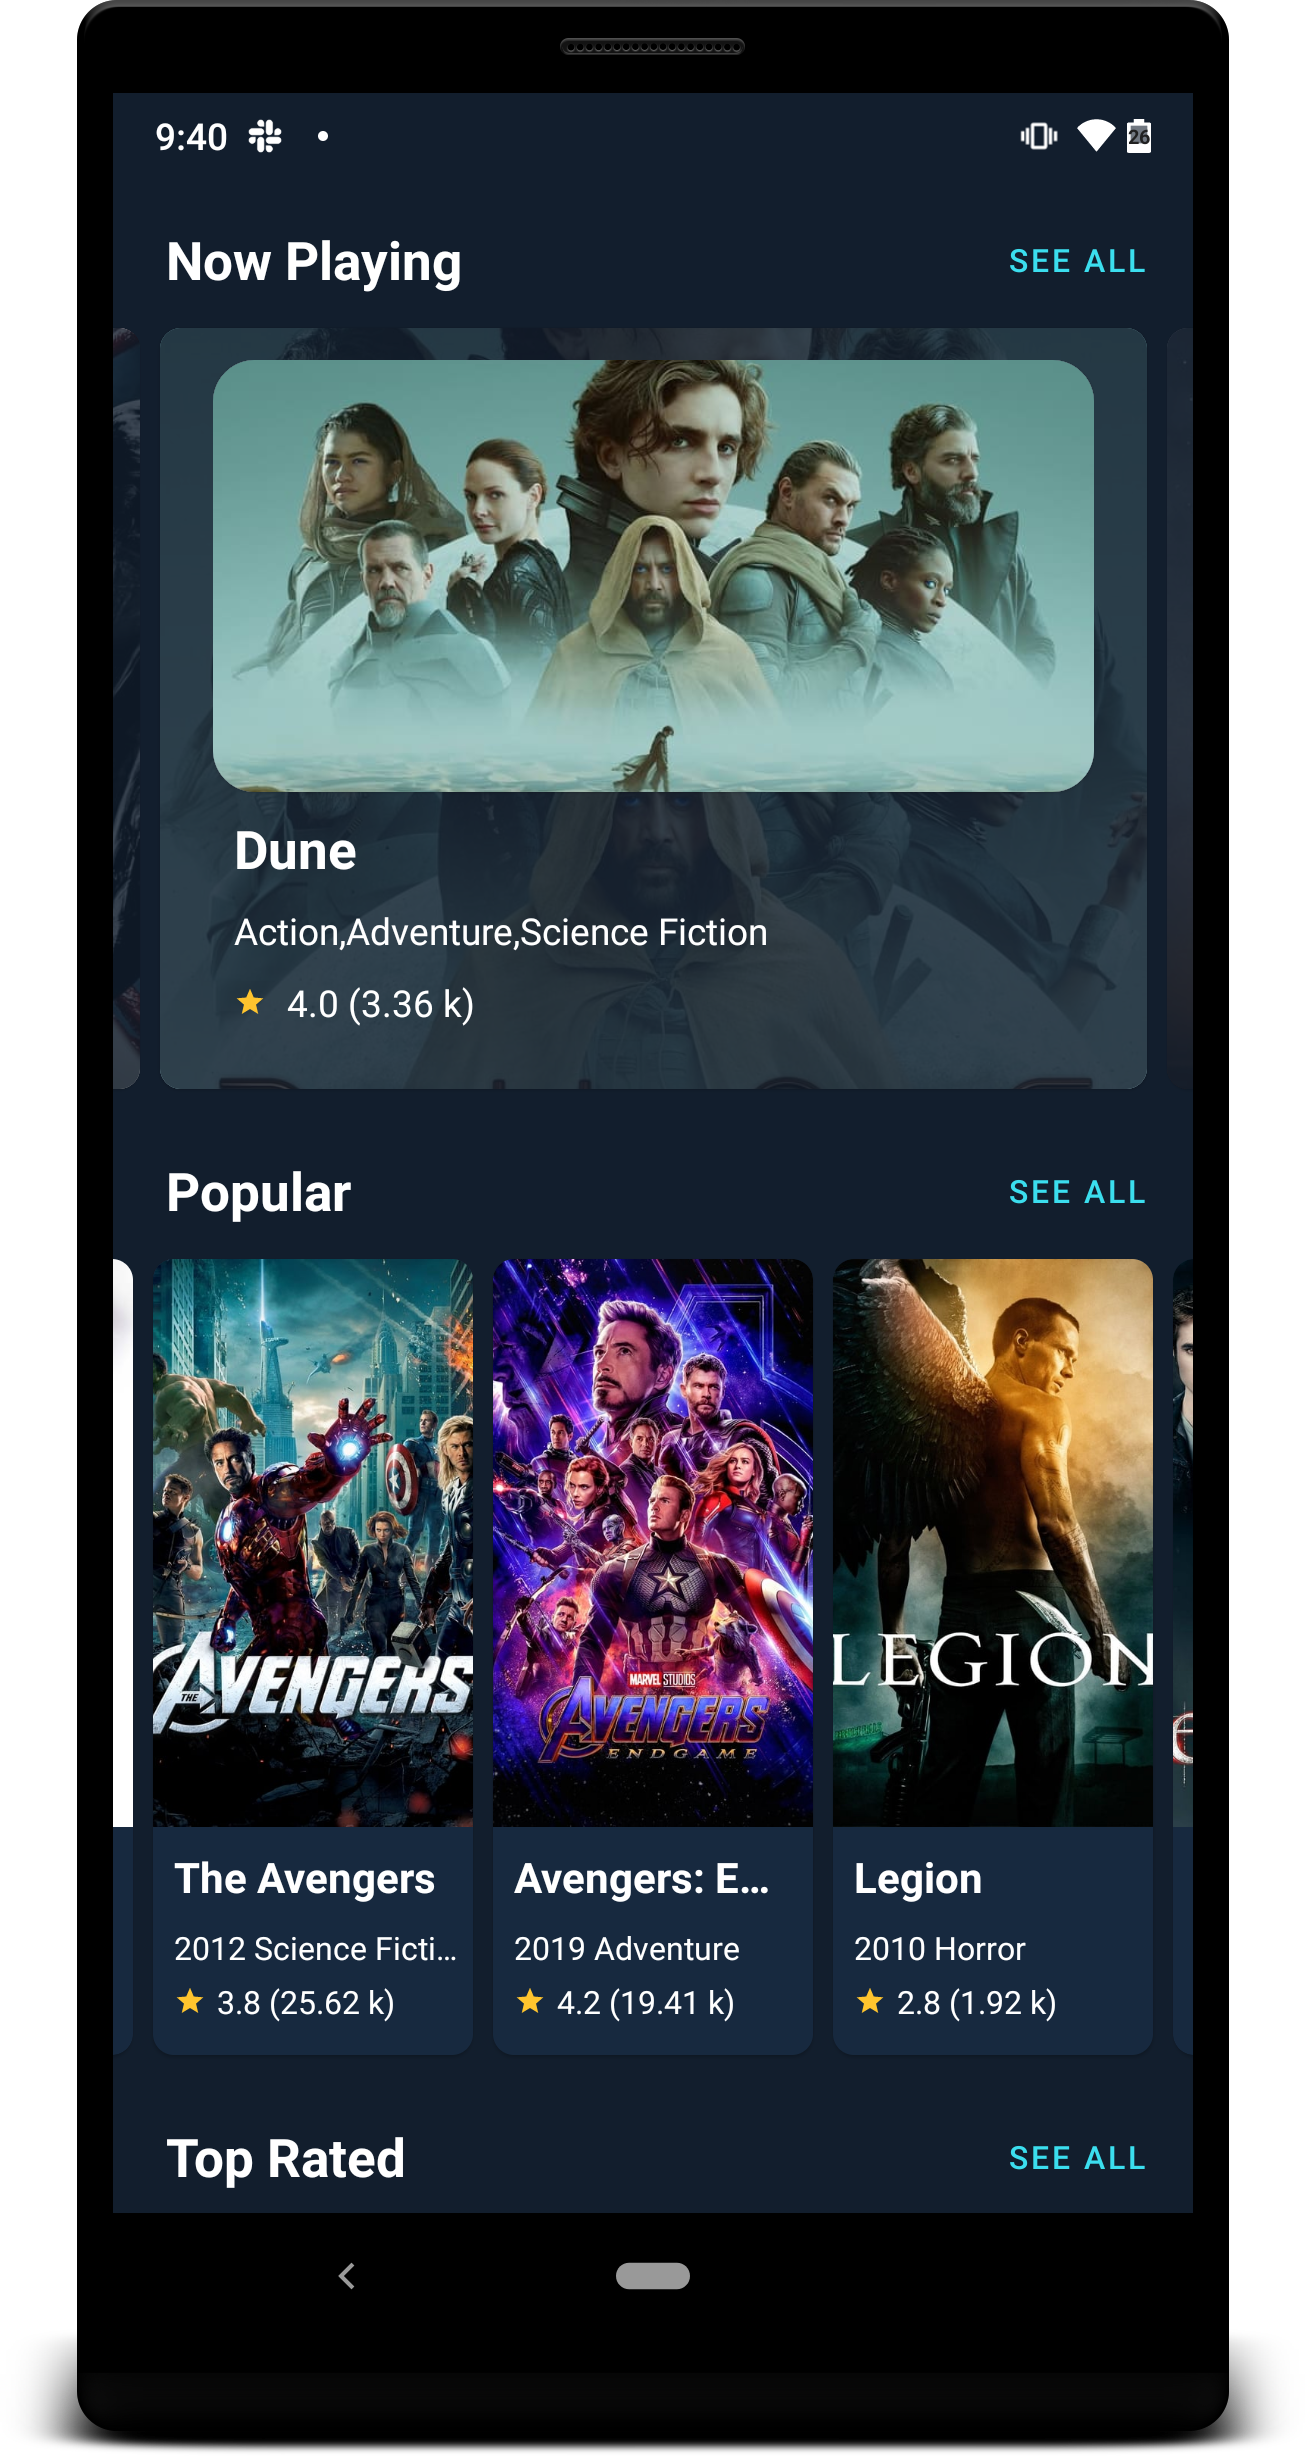 9:40
26
Now Playing
SEE ALL
Dune
Action,Adventure,Science Fiction
4.0 (3.36 k)
Popular
SEE ALL
THE AVENGERS
MARVEL STUDIOS
AVENGERS
ENDGAME
LEGION
The Avengers
Avengers: E...
Legion
2012 Science Ficti...
2019 Adventure
2010 Horror
3.8 (25.62 k)
4.2 (19.41 k)
2.8 (1.92 k)
Top Rated
SEE ALL